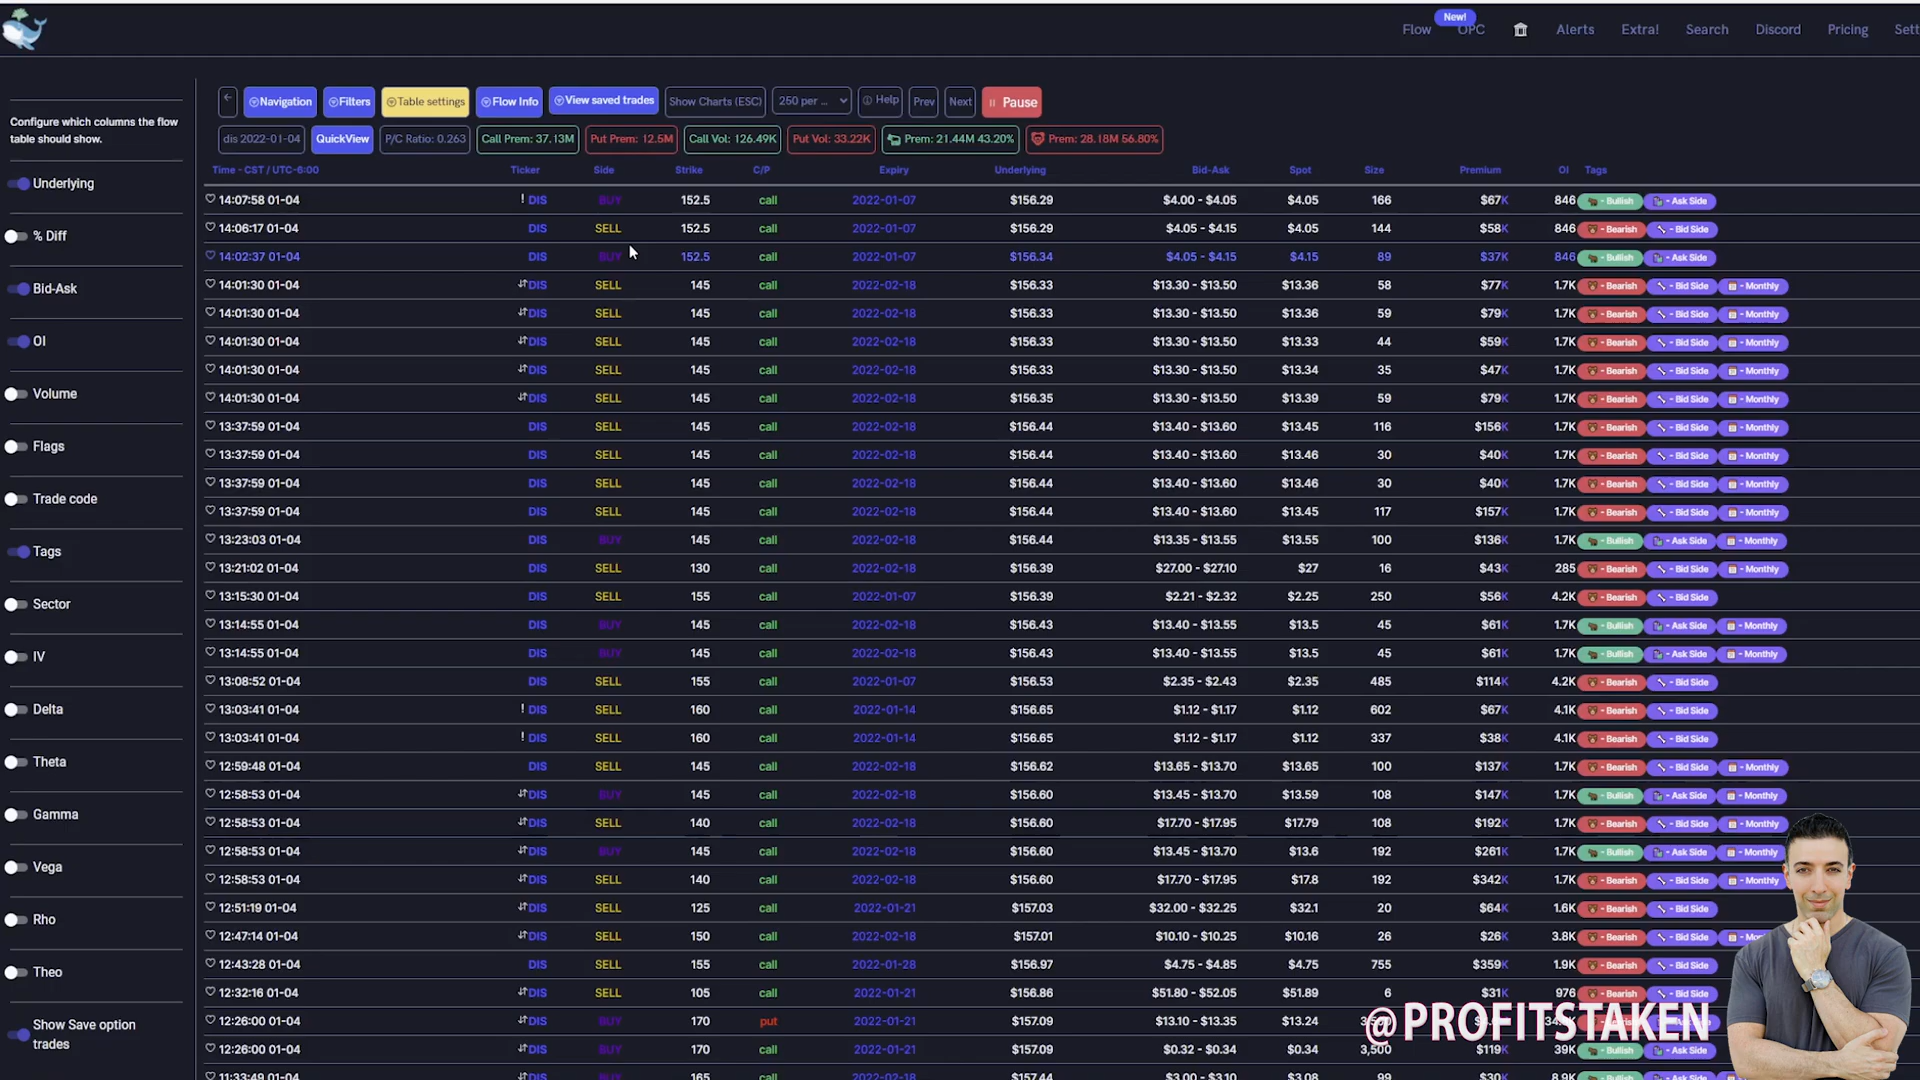 New!
Flow OPC Alerts Extra! Search Discord Pricing Sett
Configure which columns the flow
table should show.
Underlying
% Diff
Bid-Ask
OI
Volume
Flags
Trade code
Tags
Sector
IV
Delta
Theta
Gamma
Vega
Rho
Theo
Show Save option
trades
Navigation Filters Table settings Flow Info View saved trades Show Charts (ESC) 250 per ... Help Prev Next Pause
dis 2022-01-04 QuickView P/C Ratio: 0.263 Call Prem: 37.13M Put Prem: 12.5M Call Vol: 126.49K Put Vol: 33.22K Prem: 21.44M 43.20% Prem: 28.18M 56.80%
Time - CST / UTC-6:00 Ticker Side Strike C/P Expiry Underlying Bid-Ask Spot Size Premium OI Tags
14:07:58 01-04 ! DIS BUY 152.5 call 2022-01-07 $156.29 $4.00 - $4.05 $4.05 166 $67K 846 - Bullish - Ask Side
14:06:17 01-04 DIS SELL 152.5 call 2022-01-07 $156.29 $4.05 - $4.15 $4.05 144 $58K 846 - Bearish - Bid Side
14:02:37 01-04 DIS BUY 152.5 call 2022-01-07 $156.34 $4.05 - $4.15 $4.15 89 $37K 846 - Bullish - Ask Side
14:01:30 01-04 DIS SELL 145 call 2022-02-18 $156.33 $13.30 - $13.50 $13.36 58 $77K 1.7K - Bearish - Bid Side - Monthly
14:01:30 01-04 DIS SELL 145 call 2022-02-18 $156.33 $13.30 - $13.50 $13.36 59 $79K 1.7K - Bearish - Bid Side - Monthly
14:01:30 01-04 DIS SELL 145 call 2022-02-18 $156.33 $13.30 - $13.50 $13.33 44 $59K 1.7K - Bearish - Bid Side - Monthly
14:01:30 01-04 DIS SELL 145 call 2022-02-18 $156.33 $13.30 - $13.50 $13.34 35 $47K 1.7K - Bearish - Bid Side - Monthly
14:01:30 01-04 DIS SELL 145 call 2022-02-18 $156.35 $13.30 - $13.50 $13.39 59 $79K 1.7K - Bearish - Bid Side - Monthly
13:37:59 01-04 DIS SELL 145 call 2022-02-18 $156.44 $13.40 - $13.60 $13.45 116 $156K 1.7K - Bearish - Bid Side - Monthly
13:37:59 01-04 DIS SELL 145 call 2022-02-18 $156.44 $13.40 - $13.60 $13.46 30 $40K 1.7K - Bearish - Bid Side - Monthly
13:37:59 01-04 DIS SELL 145 call 2022-02-18 $156.44 $13.40 - $13.60 $13.46 30 $40K 1.7K - Bearish - Bid Side - Monthly
13:37:59 01-04 DIS SELL 145 call 2022-02-18 $156.44 $13.40 - $13.60 $13.45 117 $157K 1.7K - Bearish - Bid Side - Monthly
13:23:03 01-04 DIS BUY 145 call 2022-02-18 $156.44 $13.35 - $13.55 $13.55 100 $136K 1.7K - Bullish - Ask Side - Monthly
13:21:02 01-04 DIS SELL 130 call 2022-02-18 $156.39 $27.00 - $27.10 $27 16 $43K 285 - Bearish - Bid Side - Monthly
13:15:30 01-04 DIS SELL 155 call 2022-01-07 $156.39 $2.21 - $2.32 $2.25 250 $56K 4.2K - Bearish - Bid Side
13:14:55 01-04 DIS BUY 145 call 2022-02-18 $156.43 $13.40 - $13.55 $13.5 45 $61K 1.7K - Bullish - Ask Side - Monthly
13:14:55 01-04 DIS BUY 145 call 2022-02-18 $156.43 $13.40 - $13.55 $13.5 45 $61K 1.7K - Bullish - Ask Side - Monthly
13:08:52 01-04 DIS SELL 155 call 2022-01-07 $156.53 $2.35 - $2.43 $2.35 485 $114K 4.2K - Bearish - Bid Side
13:03:41 01-04 ! DIS SELL 160 call 2022-01-14 $156.65 $1.12 - $1.17 $1.12 602 $67K 4.1K - Bearish - Bid Side
13:03:41 01-04 ! DIS SELL 160 call 2022-01-14 $156.65 $1.12 - $1.17 $1.12 337 $38K 4.1K - Bearish - Bid Side
12:59:48 01-04 DIS SELL 145 call 2022-02-18 $156.62 $13.65 - $13.70 $13.65 100 $137K 1.7K - Bearish - Bid Side - Monthly
12:58:53 01-04 DIS BUY 145 call 2022-02-18 $156.60 $13.45 - $13.70 $13.59 108 $147K 1.7K - Bullish - Ask Side - Monthly
12:58:53 01-04 DIS SELL 140 call 2022-02-18 $156.60 $17.70 - $17.95 $17.79 108 $192K 1.7K - Bearish - Bid Side - Monthly
12:58:53 01-04 DIS BUY 145 call 2022-02-18 $156.60 $13.45 - $13.70 $13.6 192 $261K 1.7K - Bullish - Ask Side - Monthly
12:58:53 01-04 DIS SELL 140 call 2022-02-18 $156.60 $17.70 - $17.95 $17.8 192 $342K 1.7K - Bearish - Bid Side - Monthly
12:51:19 01-04 DIS SELL 125 call 2022-01-21 $157.03 $32.00 - $32.25 $32.1 20 $64K 1.6K - Bearish - Bid Side
12:47:14 01-04 DIS SELL 150 call 2022-02-18 $157.01 $10.10 - $10.25 $10.16 26 $26K 3.8K - Bearish - Bid Side
12:43:28 01-04 DIS SELL 155 call 2022-01-28 $156.97 $4.75 - $4.85 $4.75 755 $359K 1.9K - Bearish - Bid Side
12:32:16 01-04 DIS SELL 105 call 2022-01-21 $156.86 $51.80 - $52.05 $51.89 6 $31K 976 - Bearish - Bid Side
12:26:00 01-04 DIS BUY 170 put 2022-01-21 $157.09 $13.10 - $13.35 $13.24
12:26:00 01-04 DIS BUY 170 call 2022-01-21 $157.09 $0.32 - $0.34 $0.34 3,500 $119K 39K - Bullish - Ask Side
11:33:49 01-04 DIS BUY 165 call 2022-02-18 $157.44 $3.00 - $3.10 $3.08 99 $30K 8.9K - Bullish - Ask Side
@PROFITSTAKEN